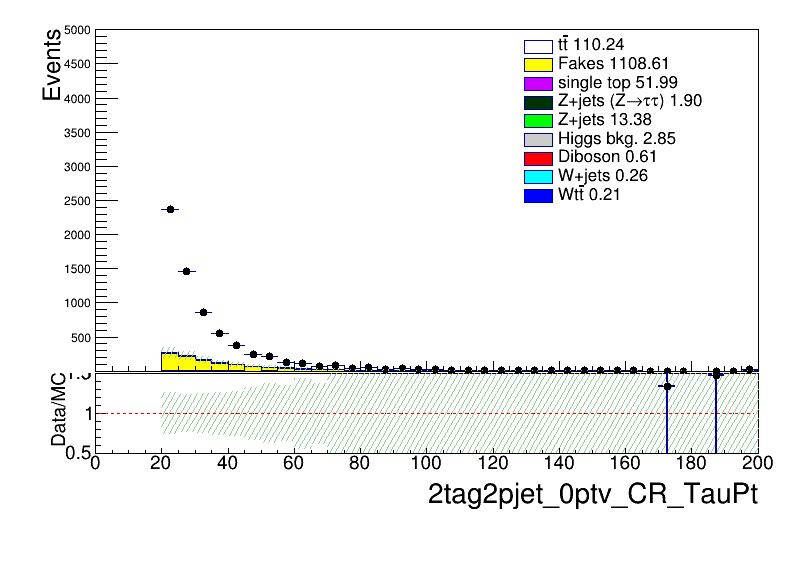 Events
5000
4500
4000
3500
3000
2500
2000
1500
1000
500
tt̄ 110.24
Fakes 1108.61
single top 51.99
Z+jets (Z→ττ) 1.90
Z+jets 13.38
Higgs bkg. 2.85
Diboson 0.61
W+jets 0.26
Wtt̄ 0.21
Data/MC
1.5
1
0.5
0 20 40 60 80 100 120 140 160 180 200
2tag2pjet_0ptv_CR_TauPt